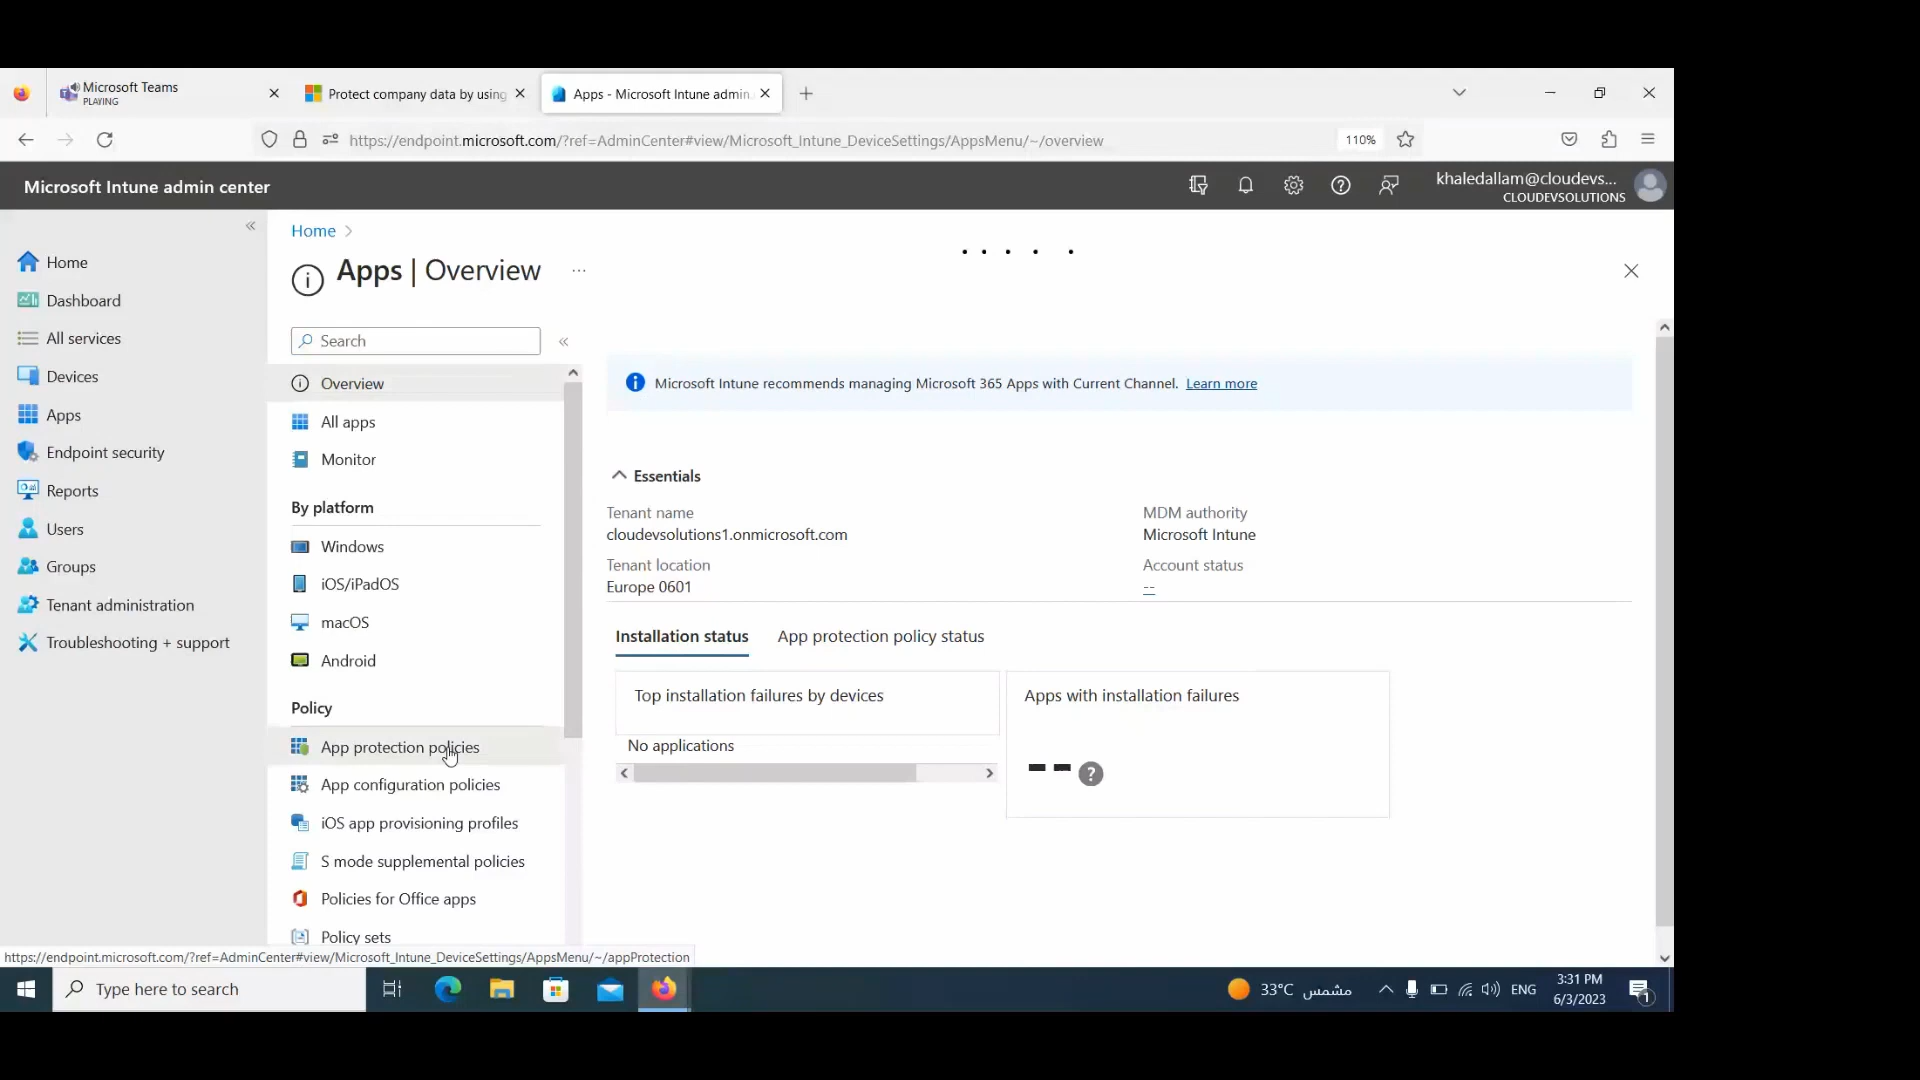 Microsoft Teams
PLAYING
Protect company data by using
Apps - Microsoft Intune admin
https://endpoint.microsoft.com/?ref=AdminCenter#view/Microsoft_Intune_DeviceSettings/AppsMenu/~/overview
110%
Microsoft Intune admin center
khaledallam@cloudevs...
CLOUDEVSOLUTIONS
Home
Dashboard
All services
Devices
Apps
Endpoint security
Reports
Users
Groups
Tenant administration
Troubleshooting + support
Home
Apps | Overview
...
Search
Overview
All apps
Monitor
By platform
Windows
iOS/iPadOS
macOS
Android
Policy
App protection policies
App configuration policies
iOS app provisioning profiles
S mode supplemental policies
Policies for Office apps
Policy sets
Microsoft Intune recommends managing Microsoft 365 Apps with Current Channel. Learn more
Essentials
Tenant name
cloudevsolutions1.onmicrosoft.com
Tenant location
Europe 0601
MDM authority
Microsoft Intune
Account status
--
Installation status
App protection policy status
Top installation failures by devices
No applications
Apps with installation failures
--
https://endpoint.microsoft.com/?ref=AdminCenter#view/Microsoft_Intune_DeviceSettings/AppsMenu/~/appProtection
Type here to search
33°C مشمس
ENG
3:31 PM
6/3/2023
1